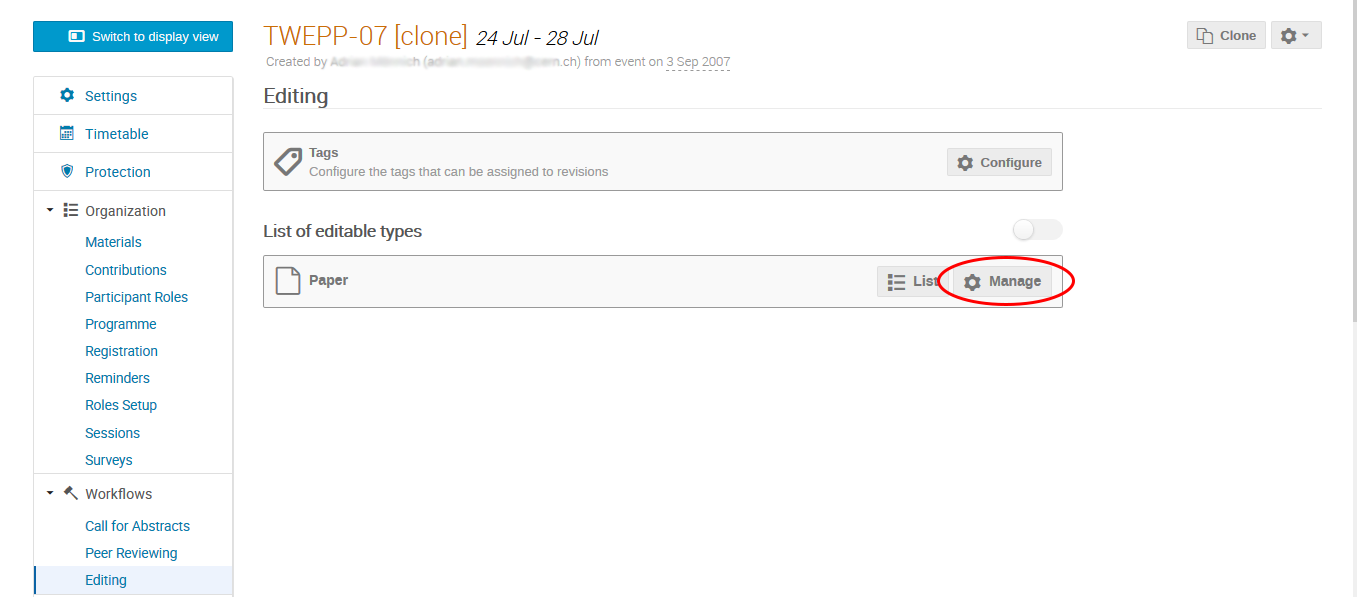 Switch to display view
TWEPP-07 [clone] 24 Jul - 28 Jul
Clone
Created by .ch) from event on 3 Sep 2007
Settings
Timetable
Protection
Organization
Materials
Contributions
Participant Roles
Programme
Registration
Reminders
Roles Setup
Sessions
Surveys
Workflows
Call for Abstracts
Peer Reviewing
Editing
Editing
Tags
Configure the tags that can be assigned to revisions
Configure
List of editable types
Paper
List
Manage